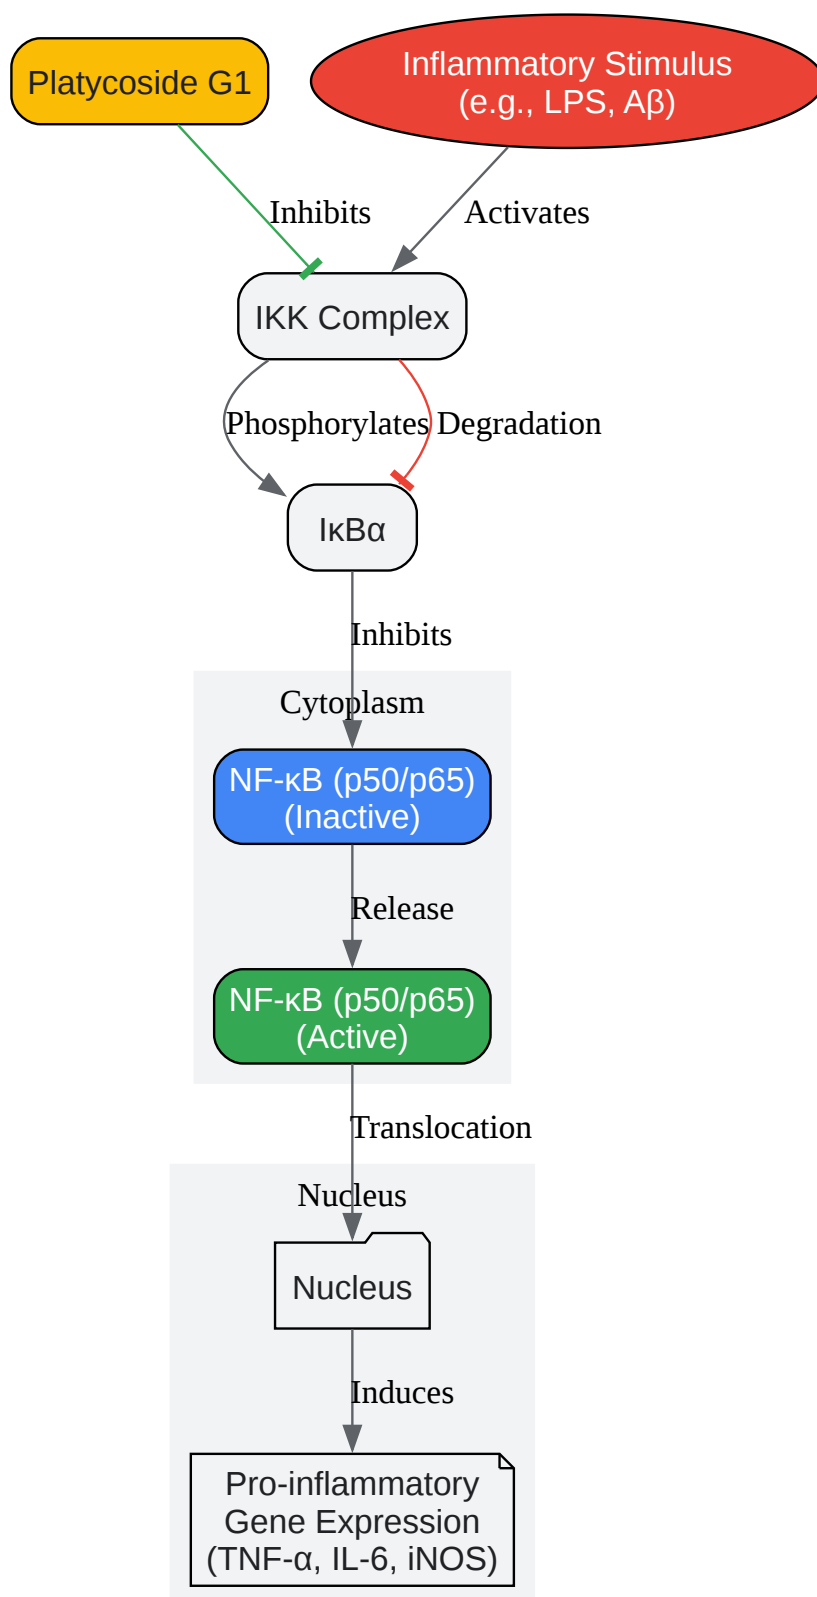 Platycoside G1
Inflammatory Stimulus
(e.g., LPS, Aβ)
Inhibits
Activates
IKK Complex
Phosphorylates
Degradation
IκBα
Inhibits
Cytoplasm
NF-κB (p50/p65)
(Inactive)
Release
NF-κB (p50/p65)
(Active)
Translocation
Nucleus
Nucleus
Induces
Pro-inflammatory
Gene Expression
(TNF-α, IL-6, iNOS)